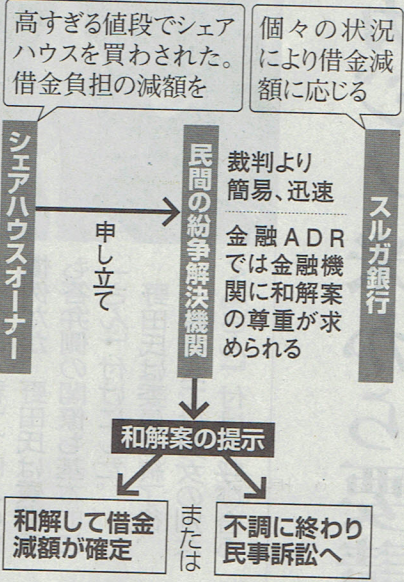 高すぎる値段でシェア
ハウスを買わされた。
借金負担の減額を
個々の状況
により借金減
額に応じる
シェアハウスオーナー
申し立て
民間の紛争解決機関
裁判より
簡易、迅速
金融ADR
では金融機
関に和解案
の尊重が求
められる
スルガ銀行
和解案の提示
和解して借金
減額が確定
または
不調に終わり
民事訴訟へ